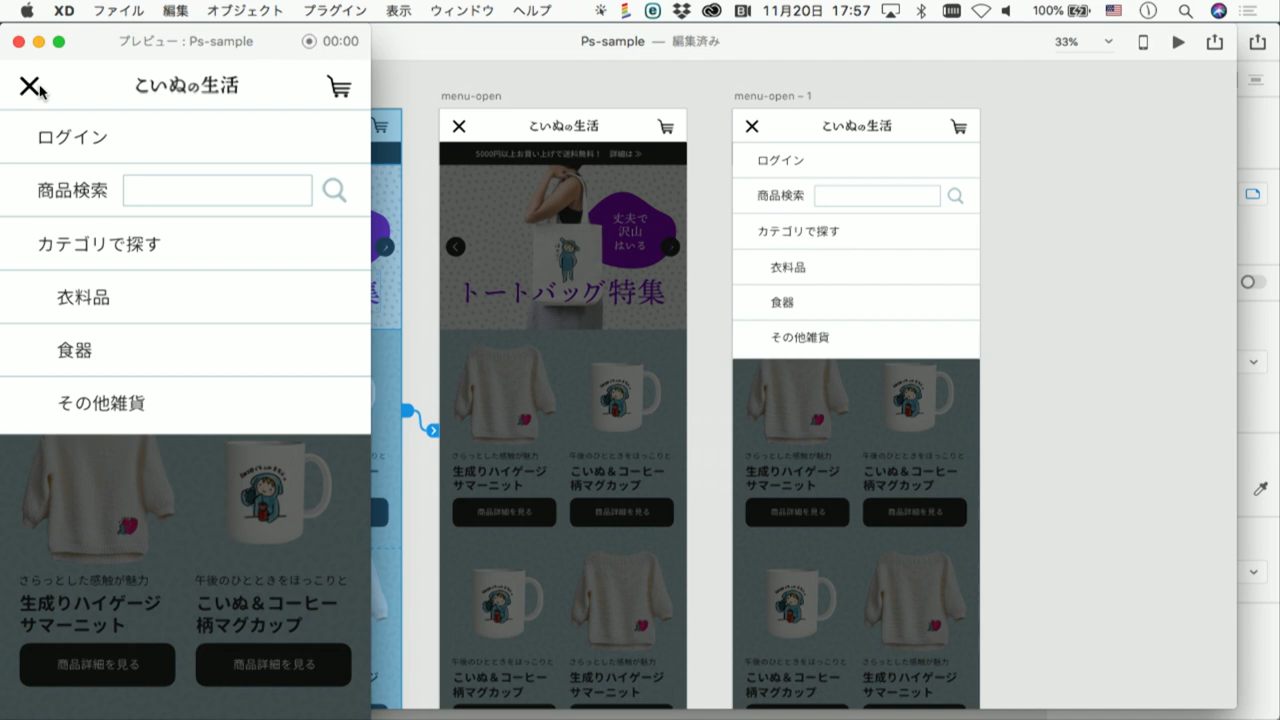 XD ファイル 編集 オブジェクト プラグイン 表示 ウィンドウ ヘルプ 11月20日 17:57 100%
プレビュー：Ps-sample 00:00
Ps-sample — 編集済み 33%
こいぬの生活
ログイン
商品検索
カテゴリで探す
衣料品
食器
その他雑貨
さらっとした感触が魅力
生成りハイゲージ
サマーニット
商品詳細を見る
午後のひとときをほっこりと
こいぬ＆コーヒー
柄マグカップ
商品詳細を見る
menu-open
こいぬの生活
5000円以上お買い上げで送料無料！ 詳細は ≫
丈夫で
沢山
はいる
トートバッグ特集
さらっとした感触が魅力
生成りハイゲージ
サマーニット
商品詳細を見る
午後のひとときをほっこりと
こいぬ＆コーヒー
柄マグカップ
商品詳細を見る
午後のひとときをほっこりと
こいぬ＆コーヒー
柄マグカップ
さらっとした感触が魅力
生成りハイゲージ
サマーニット
menu-open – 1
こいぬの生活
ログイン
商品検索
カテゴリで探す
衣料品
食器
その他雑貨
さらっとした感触が魅力
生成りハイゲージ
サマーニット
商品詳細を見る
午後のひとときをほっこりと
こいぬ＆コーヒー
柄マグカップ
商品詳細を見る
午後のひとときをほっこりと
こいぬ＆コーヒー
柄マグカップ
さらっとした感触が魅力
生成りハイゲージ
サマーニット